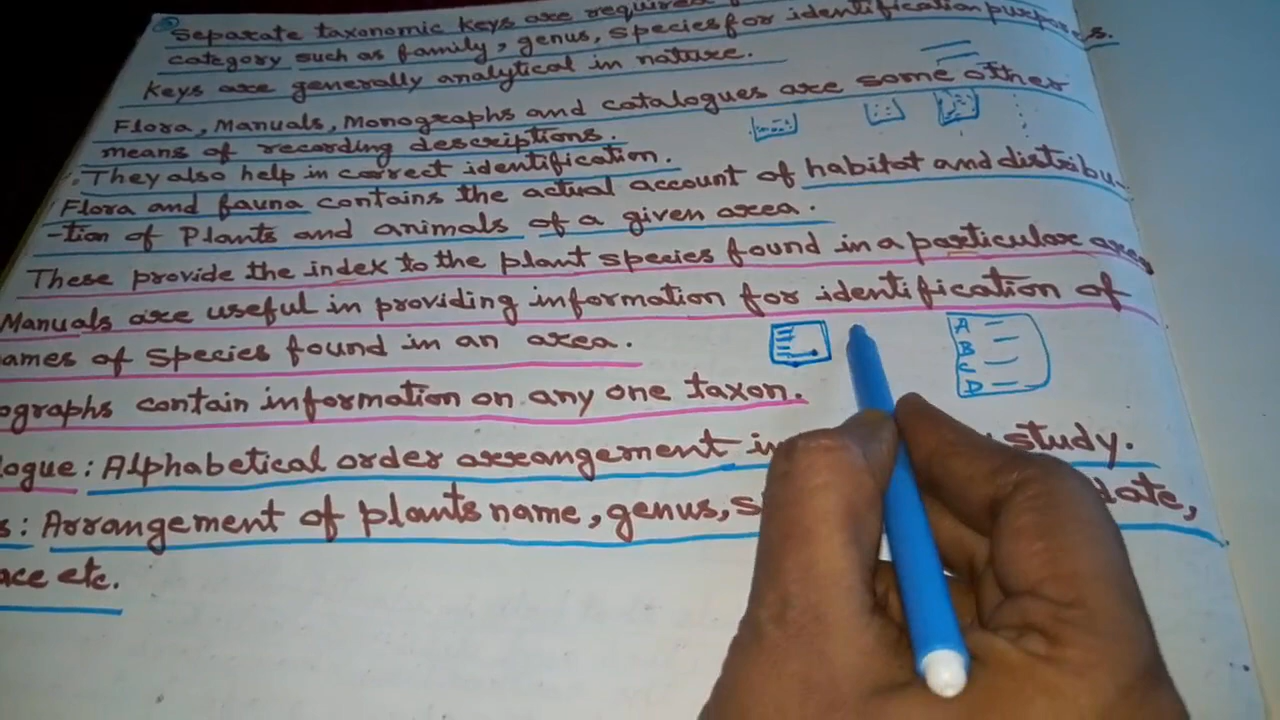 Separate taxonomic keys are required
category such as family, genus, species for identification purposes.
Keys are generally analytical in nature.
Flora, Manuals, Monographs and catalogues are some other
means of recording descriptions.
They also help in correct identification.
Flora and fauna contains the actual account of habitat and distribu-
-tion of Plants and animals of a given area.
These provide the index to the plant species found in a particular area
Manuals are useful in providing information for identification of
ames of species found in an area.
ographs contain information on any one taxon.
A
B
C
D
logue: Alphabetical order arrangement in study.
s: Arrangement of plants name, genus, s date,
ace etc.